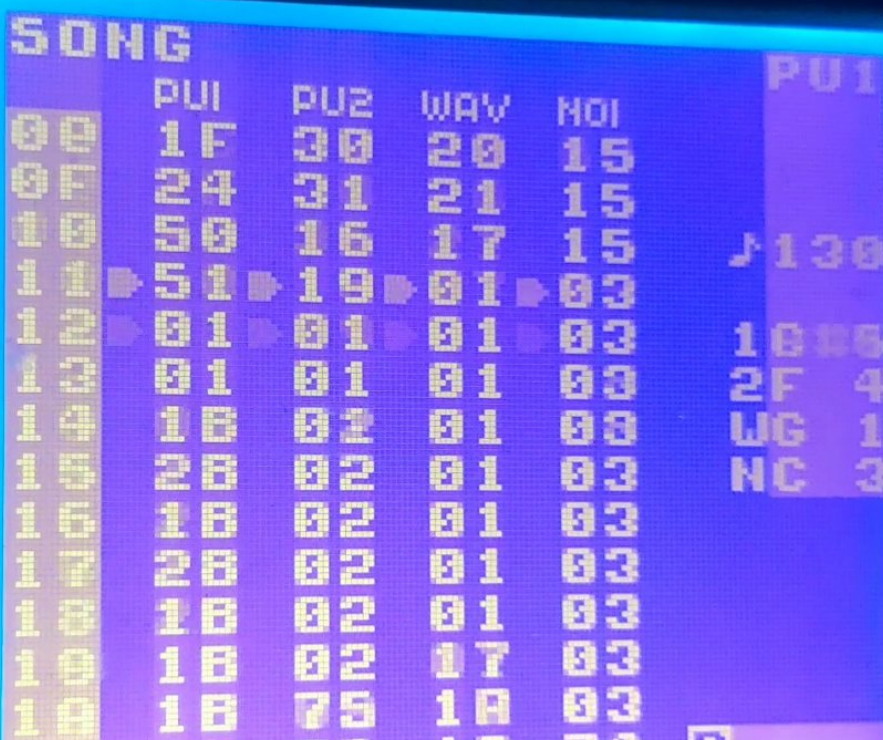 SONG
PU1
PU1 PU2 WAV NOI
0E 1F 30 20 15
0F 24 31 21 15
10 50 16 17 15
♪130
11 51 19 01 03
12 01 01 01 03
13 01 01 01 03
2F 4
14 1B 02 01 03
WG 1
15 2B 02 01 03
NC 3
16 1B 02 01 03
17 2B 02 01 03
18 1B 02 01 03
19 1B 02 17 03
1A 1B 75 1A 03